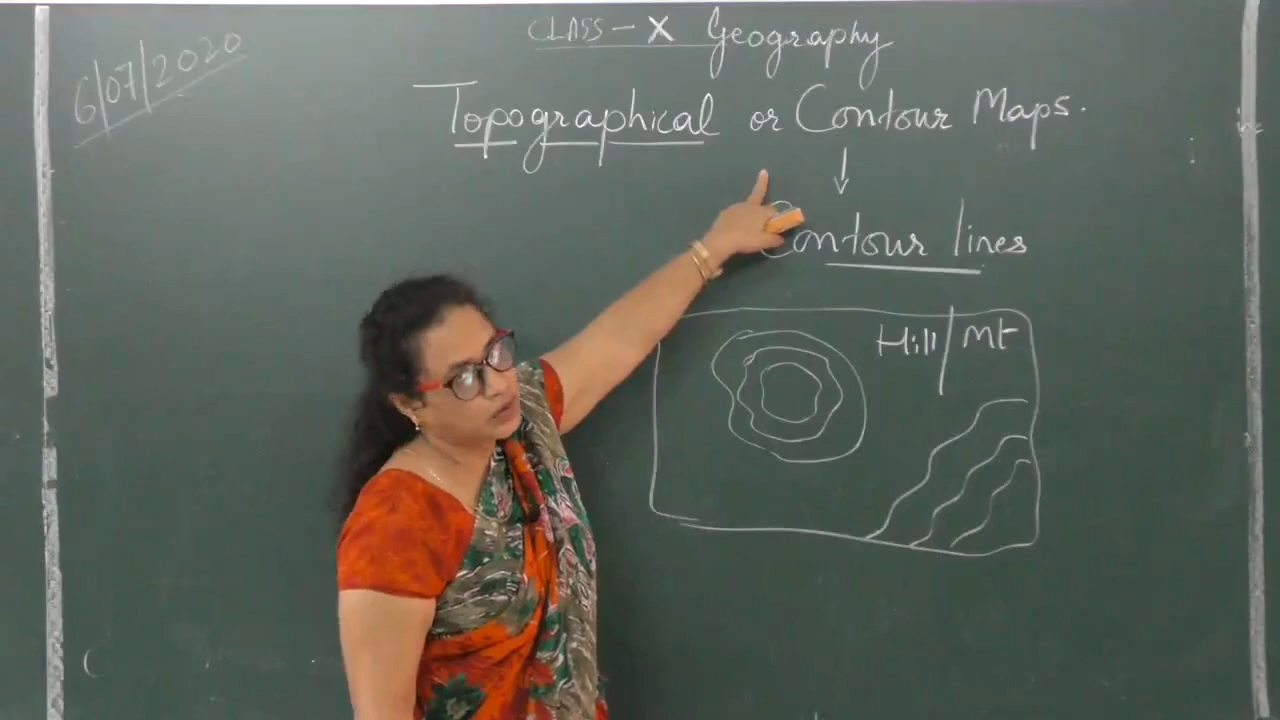 CLASS - X Geography
6/07/2020
Topographical or Contour Maps.
Contour lines
Hill/Mt